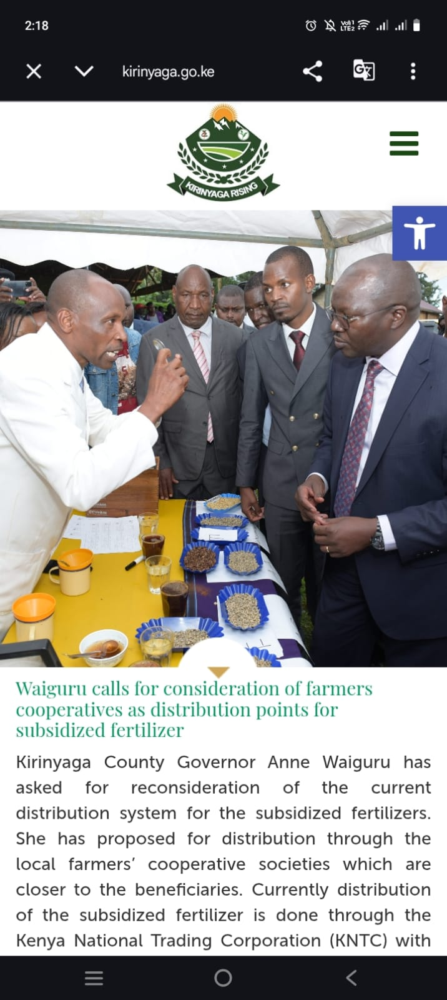 2:18
Vo)) 1
LTE2
kirinyaga.go.ke
KIRINYAGA RISING
Waiguru calls for consideration of farmers
cooperatives as distribution points for
subsidized fertilizer
Kirinyaga County Governor Anne Waiguru has
asked for reconsideration of the current
distribution system for the subsidized fertilizers.
She has proposed for distribution through the
local farmers’ cooperative societies which are
closer to the beneficiaries. Currently distribution
of the subsidized fertilizer is done through the
Kenya National Trading Corporation (KNTC) with